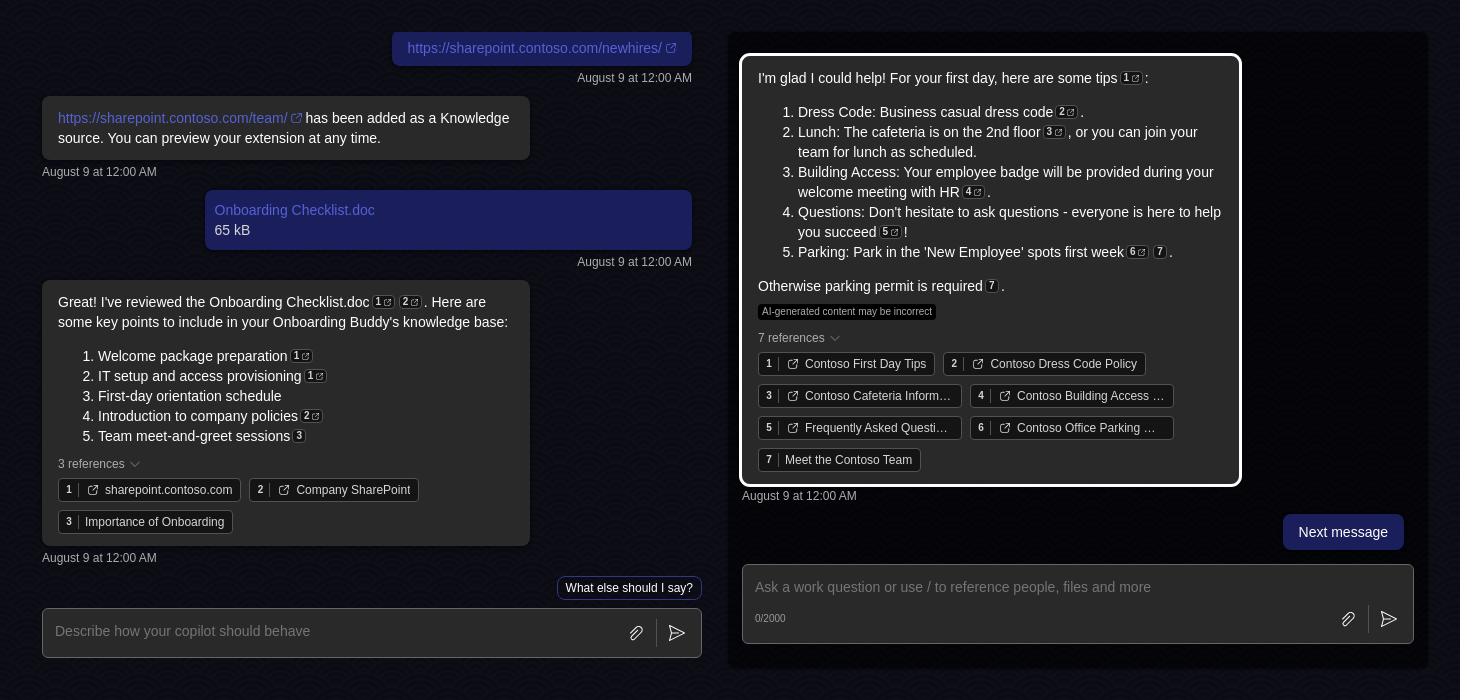 https://sharepoint.contoso.com/newhires/
August 9 at 12:00 AM
https://sharepoint.contoso.com/team/ has been added as a Knowledge
source. You can preview your extension at any time.
August 9 at 12:00 AM
Onboarding Checklist.doc
65 kB
August 9 at 12:00 AM
Great! I've reviewed the Onboarding Checklist.doc 1 2 . Here are
some key points to include in your Onboarding Buddy's knowledge base:
1. Welcome package preparation 1
2. IT setup and access provisioning 1
3. First-day orientation schedule
4. Introduction to company policies 2
5. Team meet-and-greet sessions 3
3 references
1 sharepoint.contoso.com 2 Company SharePoint
3 Importance of Onboarding
August 9 at 12:00 AM
What else should I say?
Describe how your copilot should behave
I'm glad I could help! For your first day, here are some tips 1 :
1. Dress Code: Business casual dress code 2 .
2. Lunch: The cafeteria is on the 2nd floor 3 , or you can join your
team for lunch as scheduled.
3. Building Access: Your employee badge will be provided during your
welcome meeting with HR 4 .
4. Questions: Don't hesitate to ask questions - everyone is here to help
you succeed 5 !
5. Parking: Park in the 'New Employee' spots first week 6 7 .
Otherwise parking permit is required 7 .
AI-generated content may be incorrect
7 references
1 Contoso First Day Tips 2 Contoso Dress Code Policy
3 Contoso Cafeteria Inform… 4 Contoso Building Access …
5 Frequently Asked Questi… 6 Contoso Office Parking …
7 Meet the Contoso Team
August 9 at 12:00 AM
Next message
Ask a work question or use / to reference people, files and more
0/2000